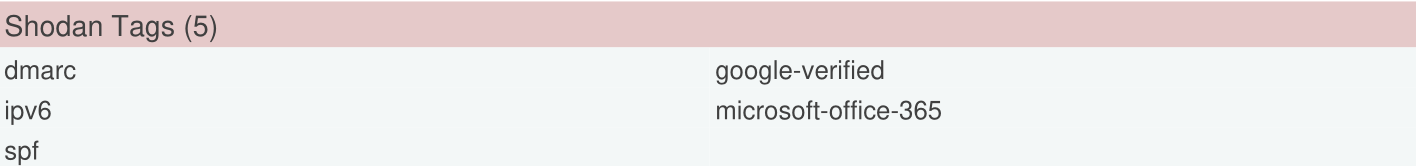 Shodan Tags (5)
dmarc
google-verified
ipv6
microsoft-office-365
spf